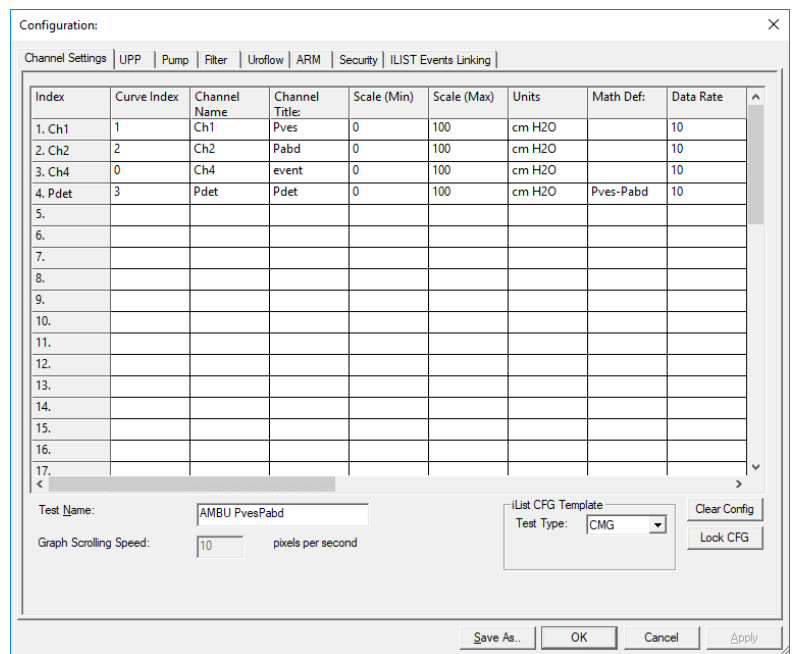 Configuration:
Channel Settings UPP Pump Filter Uroflow ARM Security ILIST Events Linking
Index Curve Index Channel Name Channel Title: Scale (Min) Scale (Max) Units Math Def: Data Rate
1. Ch1 1 Ch1 Pves 0 100 cm H2O 10
2. Ch2 2 Ch2 Pabd 0 100 cm H2O 10
3. Ch4 0 Ch4 event 0 100 cm H2O 10
4. Pdet 3 Pdet Pdet 0 100 cm H2O Pves-Pabd 10
5.
6.
7.
8.
9.
10.
11.
12.
13.
14.
15.
16.
17.
Test Name: AMBU PvesPabd
Graph Scrolling Speed: 10 pixels per second
iList CFG Template
Test Type: CMG
Clear Config
Lock CFG
Save As.. OK Cancel Apply